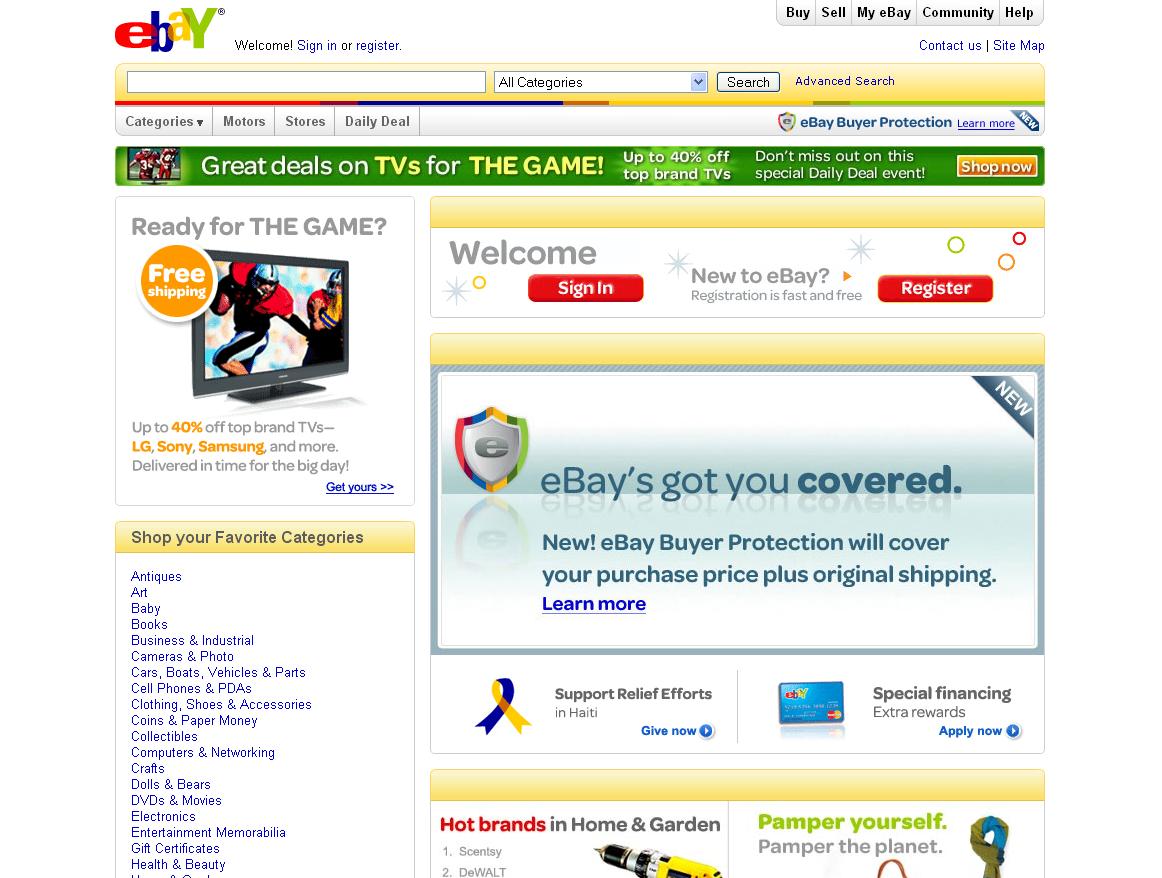 Buy Sell My eBay Community Help
ebay®
Welcome! Sign in or register.
Contact us | Site Map
All Categories
Search
Advanced Search
Categories Motors Stores Daily Deal
eBay Buyer Protection Learn more NEW
Great deals on TVs for THE GAME!
Up to 40% off
top brand TVs
Don't miss out on this
special Daily Deal event!
Shop now
Ready for THE GAME?
Free
shipping
Up to 40% off top brand TVs—
LG, Sony, Samsung, and more.
Delivered in time for the big day!
Get yours >>
Welcome
Sign In
New to eBay?
Registration is fast and free
Register
NEW
e
eBay's got you covered.
New! eBay Buyer Protection will cover
your purchase price plus original shipping.
Learn more
Support Relief Efforts
in Haiti
Give now
ebY
Special financing
Extra rewards
Apply now
Shop your Favorite Categories
Antiques
Art
Baby
Books
Business & Industrial
Cameras & Photo
Cars, Boats, Vehicles & Parts
Cell Phones & PDAs
Clothing, Shoes & Accessories
Coins & Paper Money
Collectibles
Computers & Networking
Crafts
Dolls & Bears
DVDs & Movies
Electronics
Entertainment Memorabilia
Gift Certificates
Health & Beauty
Hot brands in Home & Garden
1. Scentsy
2. DeWALT
Pamper yourself.
Pamper the planet.